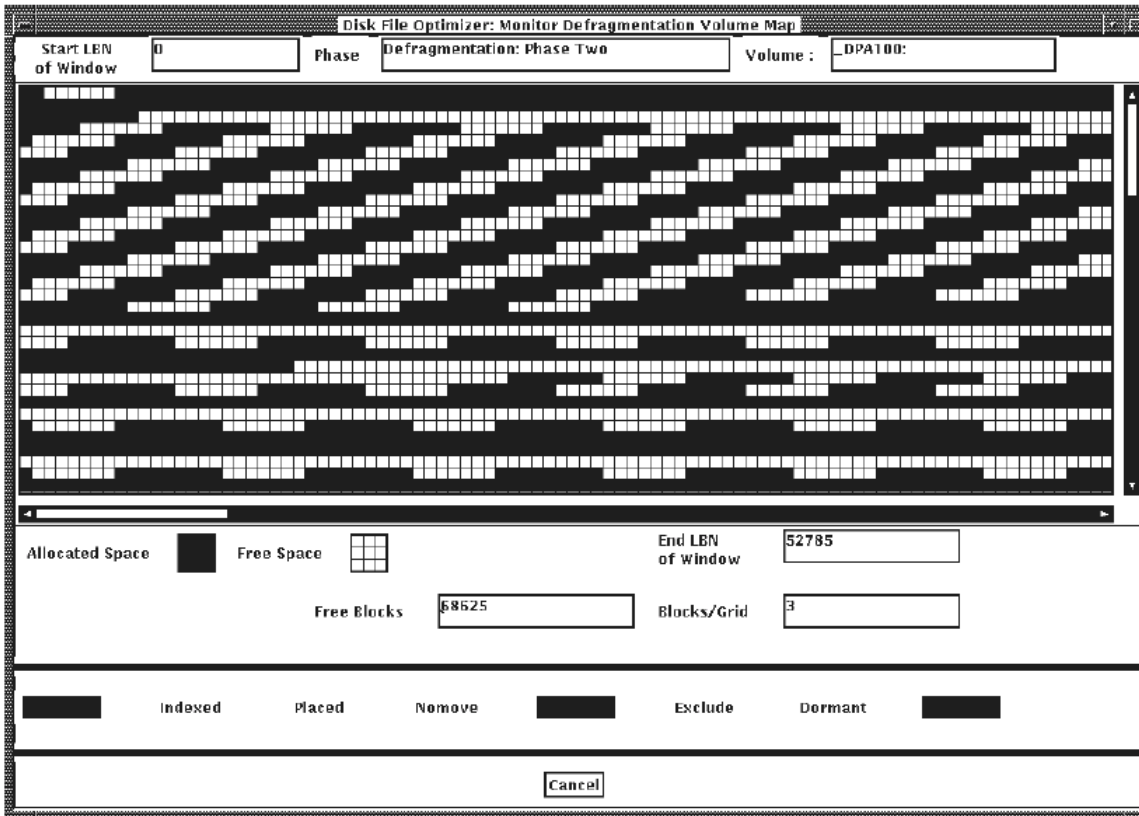 Disk File Optimizer: Monitor Defragmentation Volume Map
Start LBN of Window 0 Phase Defragmentation: Phase Two Volume : _DPA100:
Allocated Space Free Space End LBN of Window 52785
Free Blocks 68625 Blocks/Grid 3
Indexed Placed Nomove Exclude Dormant
Cancel